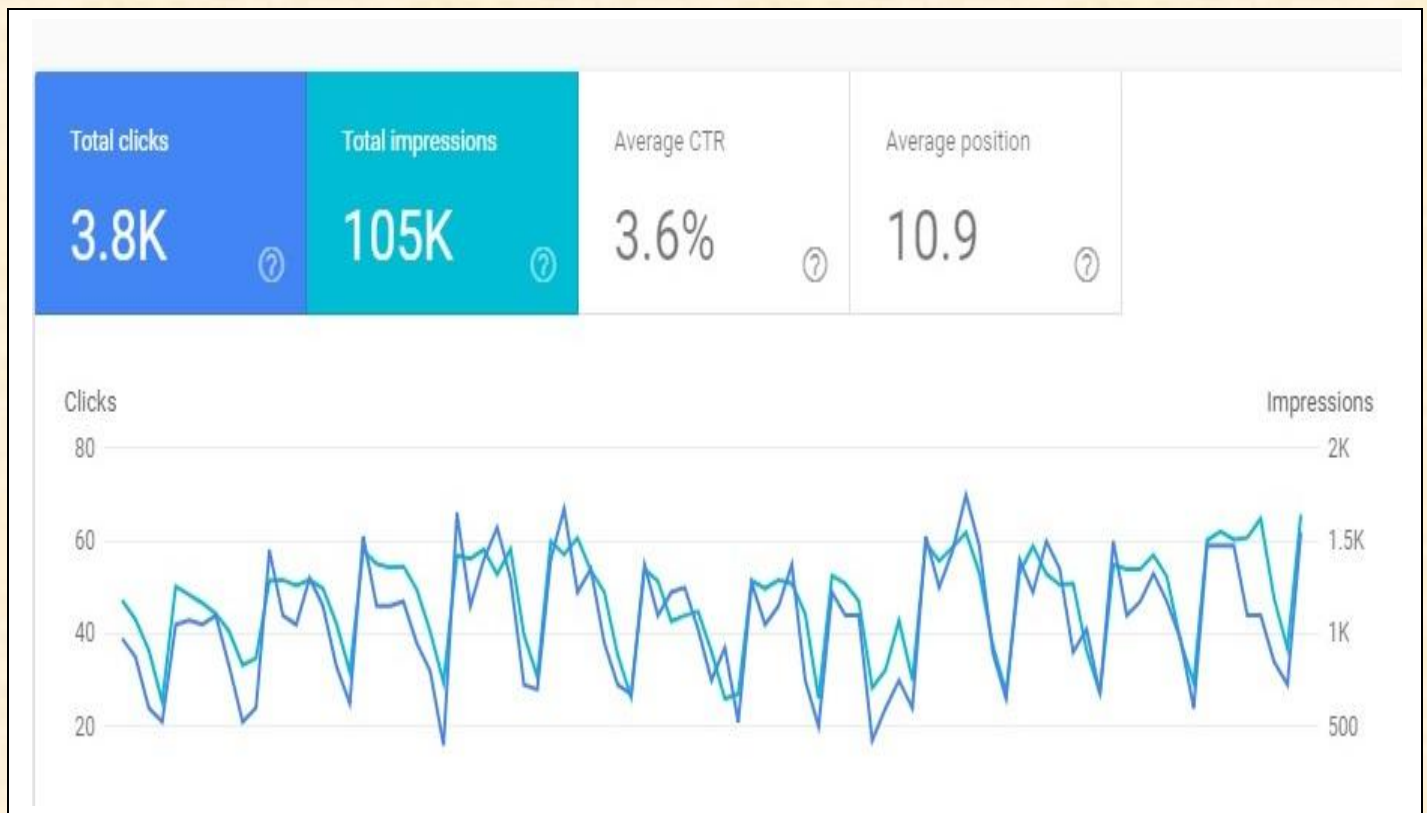 Total clicks Total impressions Average CTR Average position
3.8K 105K 3.6% 10.9
Clicks Impressions
80 2K
60 1.5K
40 1K
20 500